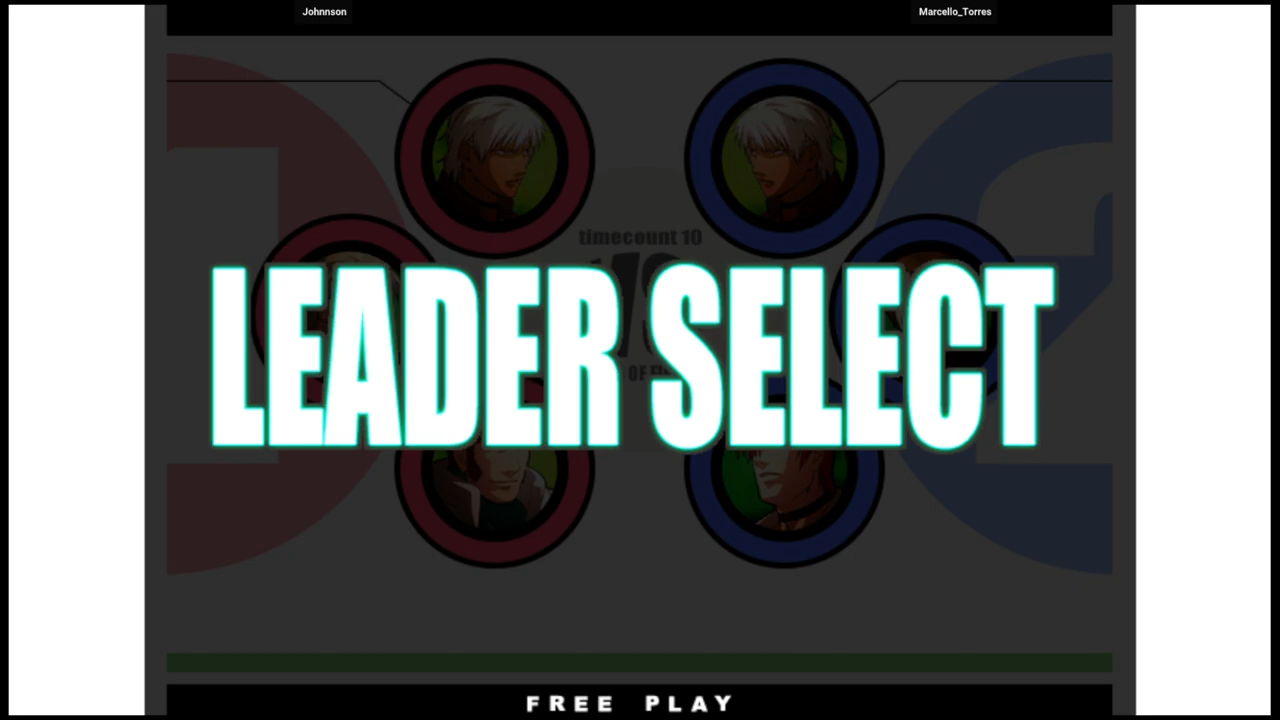 Johnnson
Marcello_Torres
timecount 10
LEADER SELECT
FREE PLAY